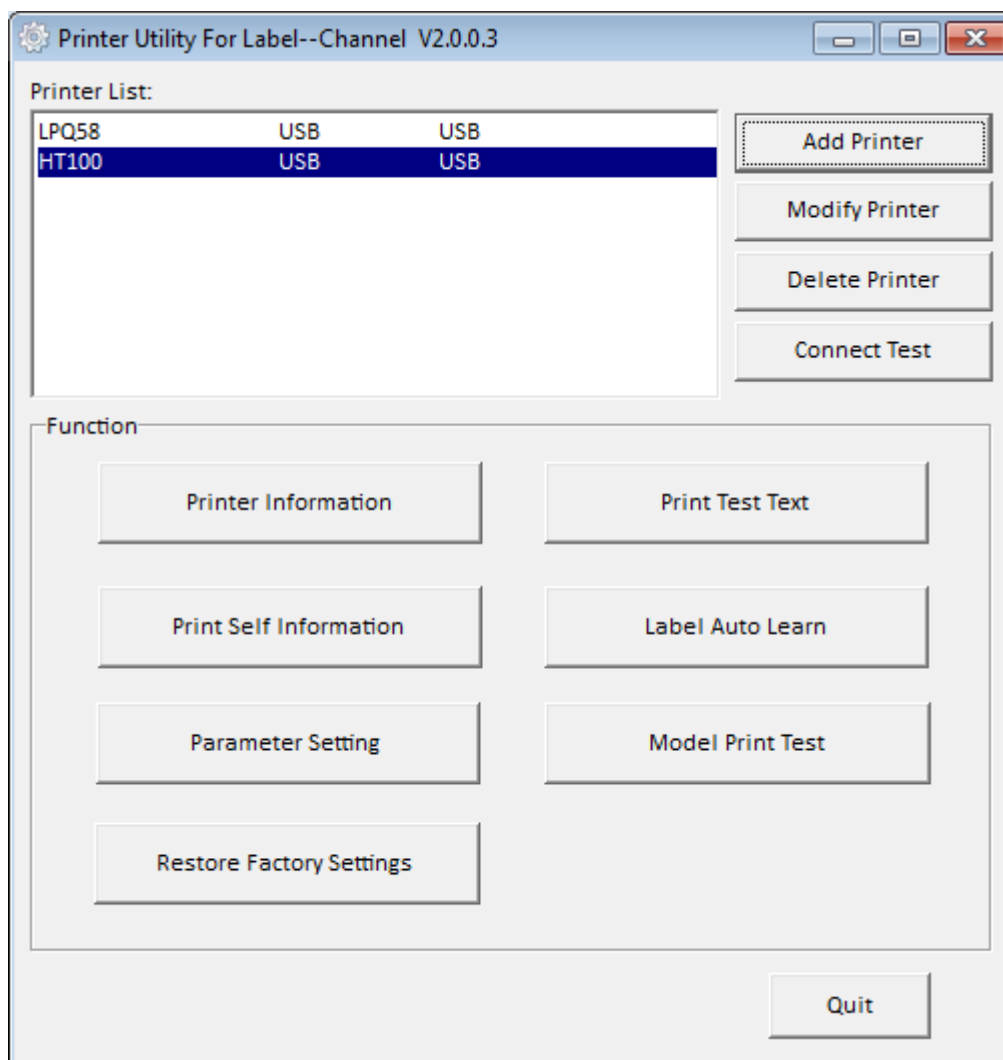 Printer Utility For Label--Channel  V2.0.0.3
Printer List:
LPQ58 USB USB
HT100 USB USB
Add Printer
Modify Printer
Delete Printer
Connect Test
Function
Printer Information
Print Test Text
Print Self Information
Label Auto Learn
Parameter Setting
Model Print Test
Restore Factory Settings
Quit